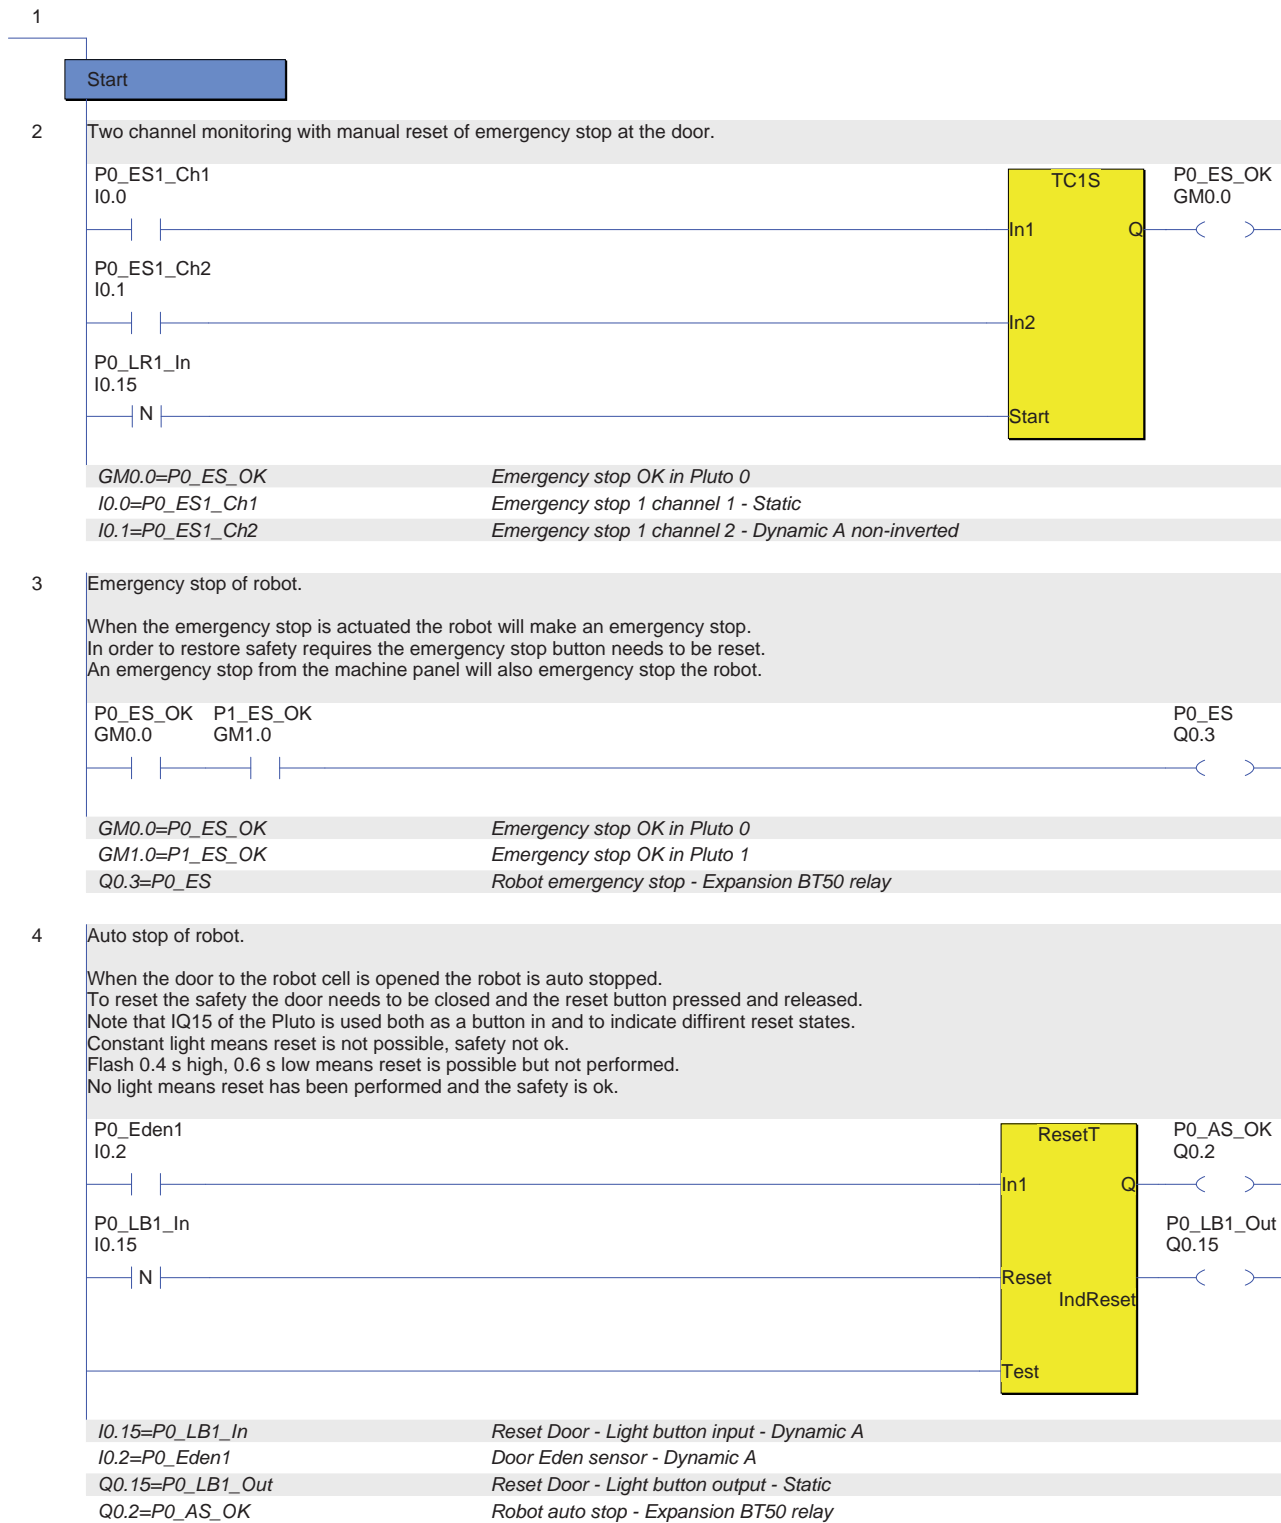 1
Start
2 Two channel monitoring with manual reset of emergency stop at the door.
P0_ES1_Ch1
I0.0
TC1S
P0_ES_OK
GM0.0
In1 Q
P0_ES1_Ch2
I0.1
In2
P0_LR1_In
I0.15
N
Start
GM0.0=P0_ES_OK Emergency stop OK in Pluto 0
I0.0=P0_ES1_Ch1 Emergency stop 1 channel 1 - Static
I0.1=P0_ES1_Ch2 Emergency stop 1 channel 2 - Dynamic A non-inverted
3 Emergency stop of robot.
When the emergency stop is actuated the robot will make an emergency stop.
In order to restore safety requires the emergency stop button needs to be reset.
An emergency stop from the machine panel will also emergency stop the robot.
P0_ES_OK P1_ES_OK P0_ES
GM0.0 GM1.0 Q0.3
GM0.0=P0_ES_OK Emergency stop OK in Pluto 0
GM1.0=P1_ES_OK Emergency stop OK in Pluto 1
Q0.3=P0_ES Robot emergency stop - Expansion BT50 relay
4 Auto stop of robot.
When the door to the robot cell is opened the robot is auto stopped.
To reset the safety the door needs to be closed and the reset button pressed and released.
Note that IQ15 of the Pluto is used both as a button in and to indicate diffirent reset states.
Constant light means reset is not possible, safety not ok.
Flash 0.4 s high, 0.6 s low means reset is possible but not performed.
No light means reset has been performed and the safety is ok.
P0_Eden1
I0.2
ResetT
P0_AS_OK
Q0.2
In1 Q
P0_LB1_In
I0.15
P0_LB1_Out
Q0.15
N
Reset
IndReset
Test
I0.15=P0_LB1_In Reset Door - Light button input - Dynamic A
I0.2=P0_Eden1 Door Eden sensor - Dynamic A
Q0.15=P0_LB1_Out Reset Door - Light button output - Static
Q0.2=P0_AS_OK Robot auto stop - Expansion BT50 relay